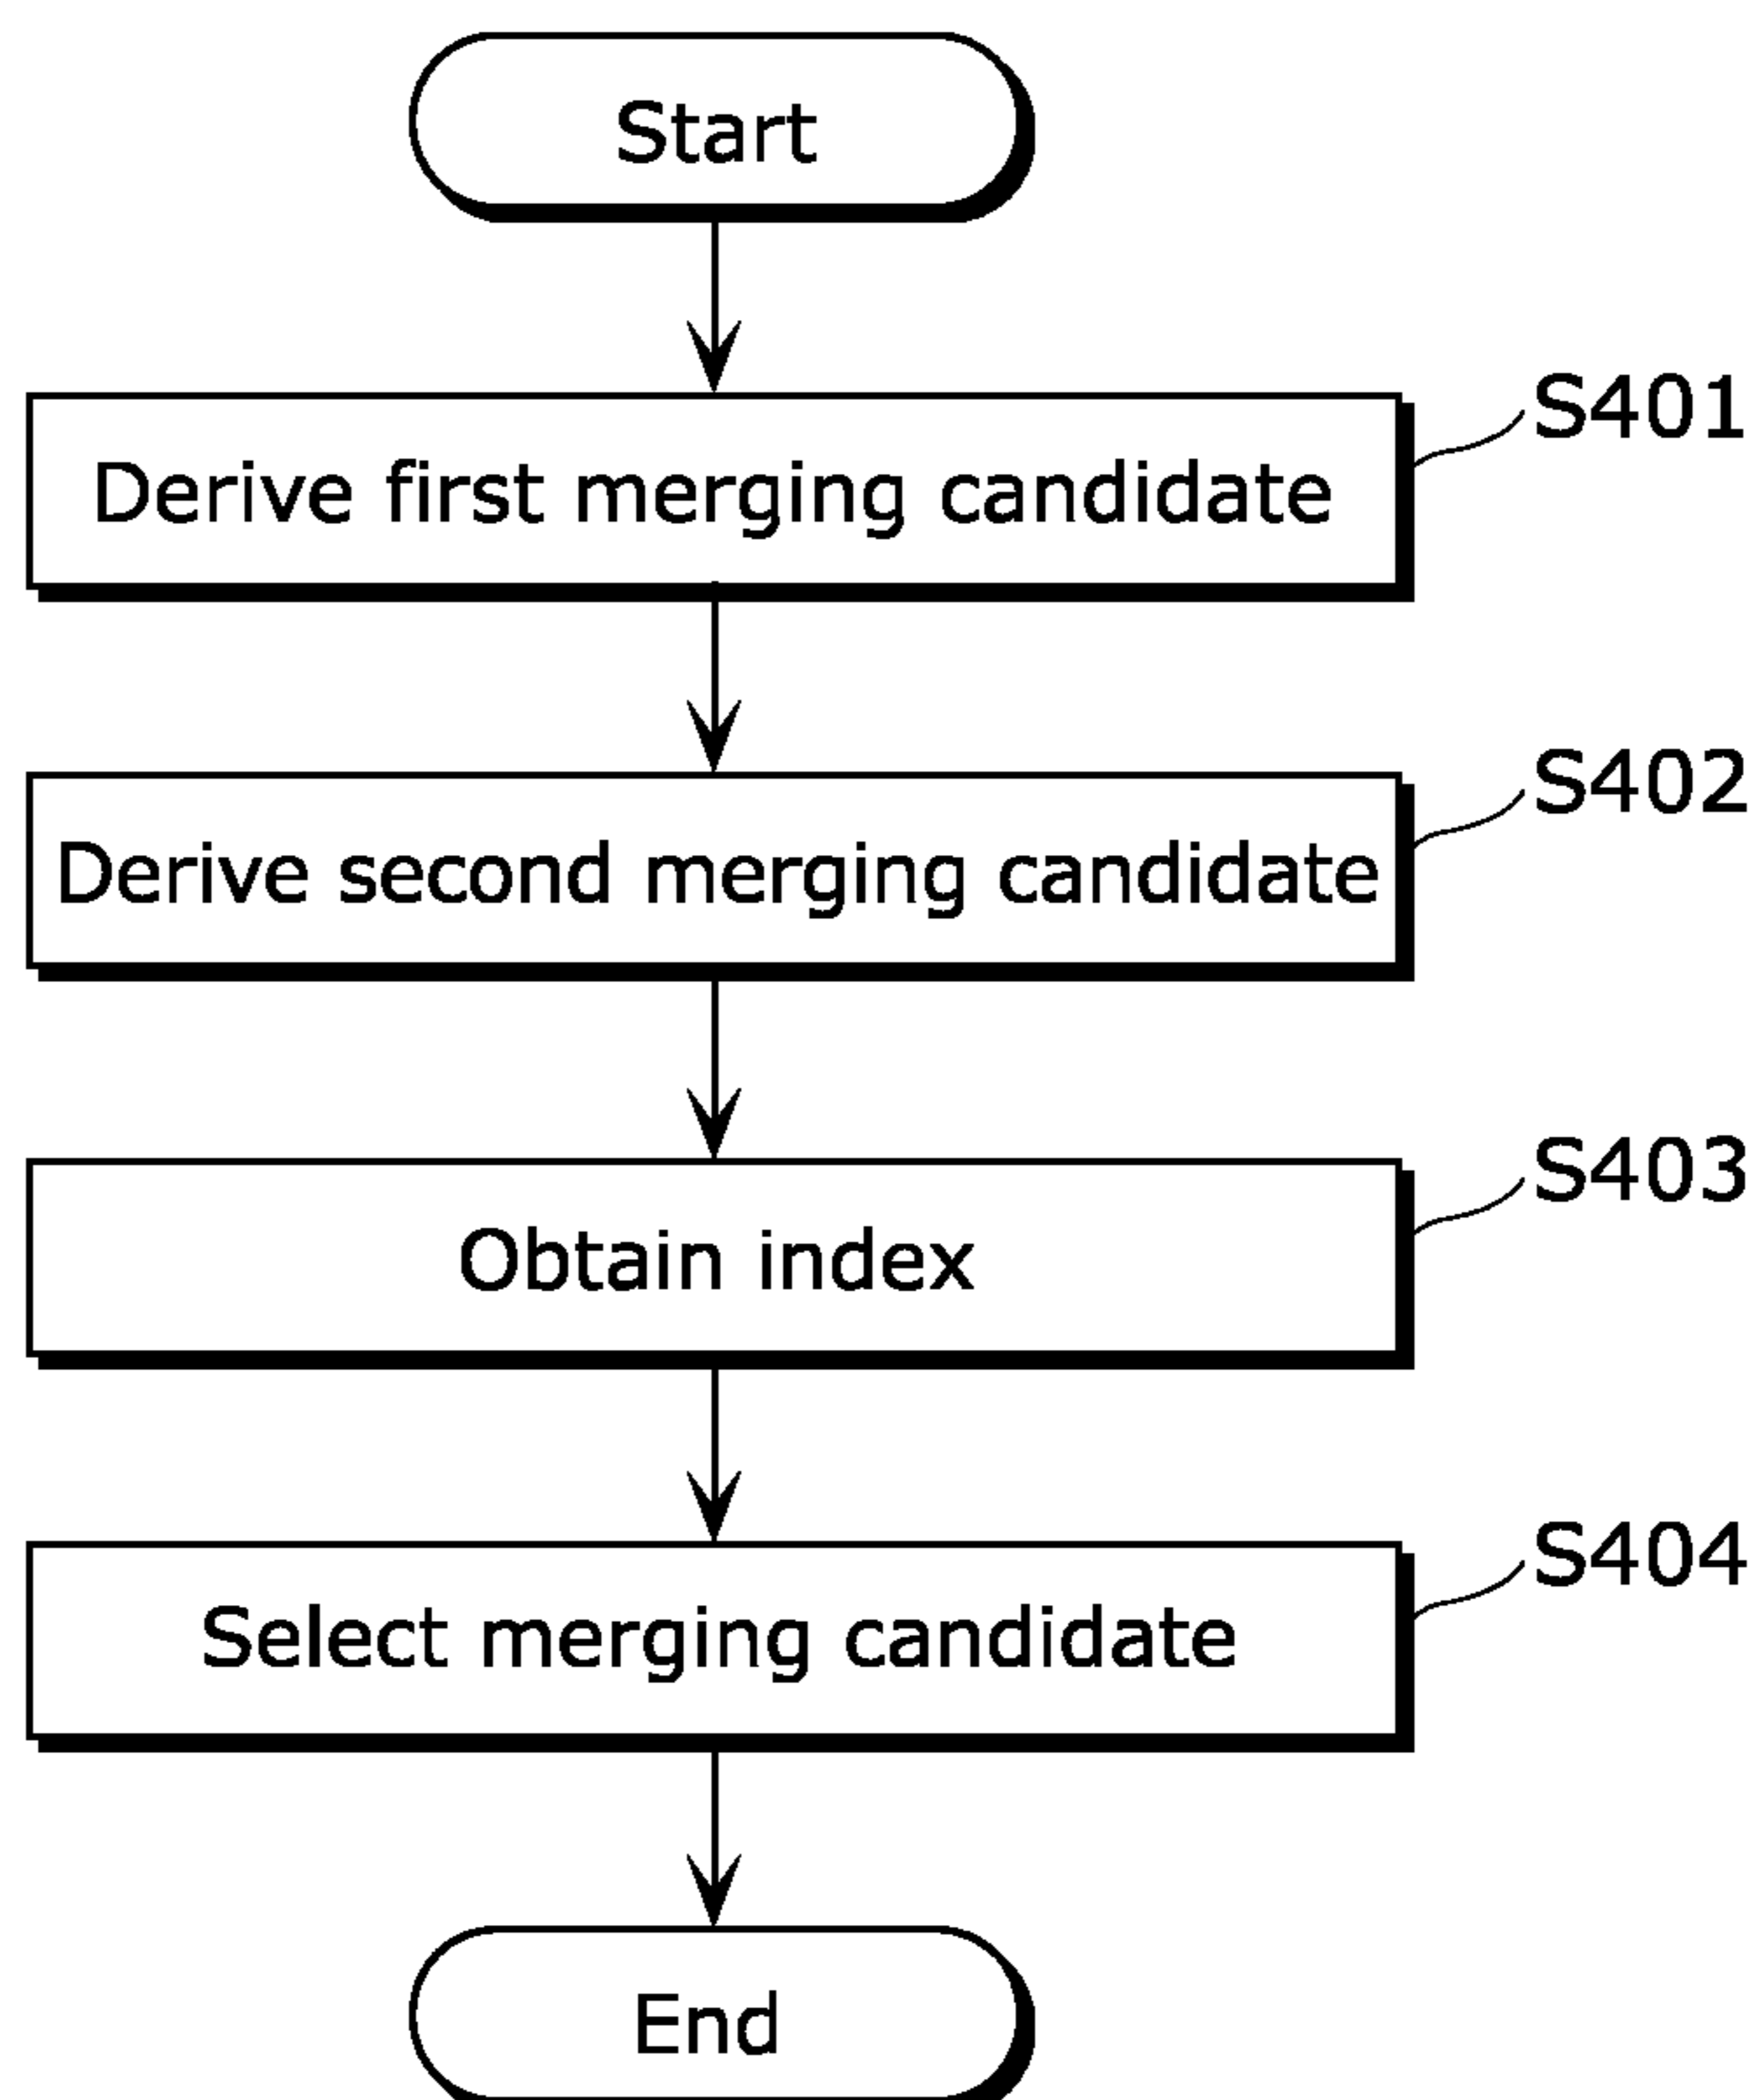 Start
S401
Derive first merging candidate
S402
Derive second merging candidate
S403
Obtain index
S404
Select merging candidate
End